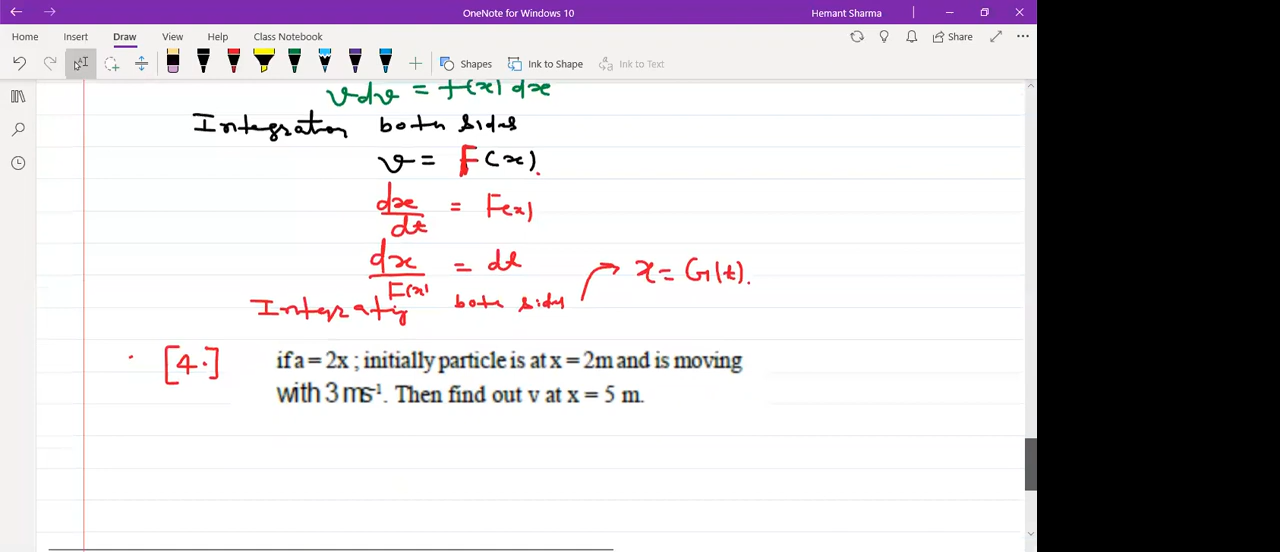 OneNote for Windows 10
Hemant Sharma
Home Insert Draw View Help Class Notebook Share
Shapes Ink to Shape Ink to Text
vdv = f(x) dx
Integration both sides
v = F(x).
dx/dt = F(x)
dx/F(x) = dt
x = G(t).
Integratig both sides
[4.] if a = 2x ; initially particle is at x = 2m and is moving
with 3 ms⁻¹. Then find out v at x = 5 m.